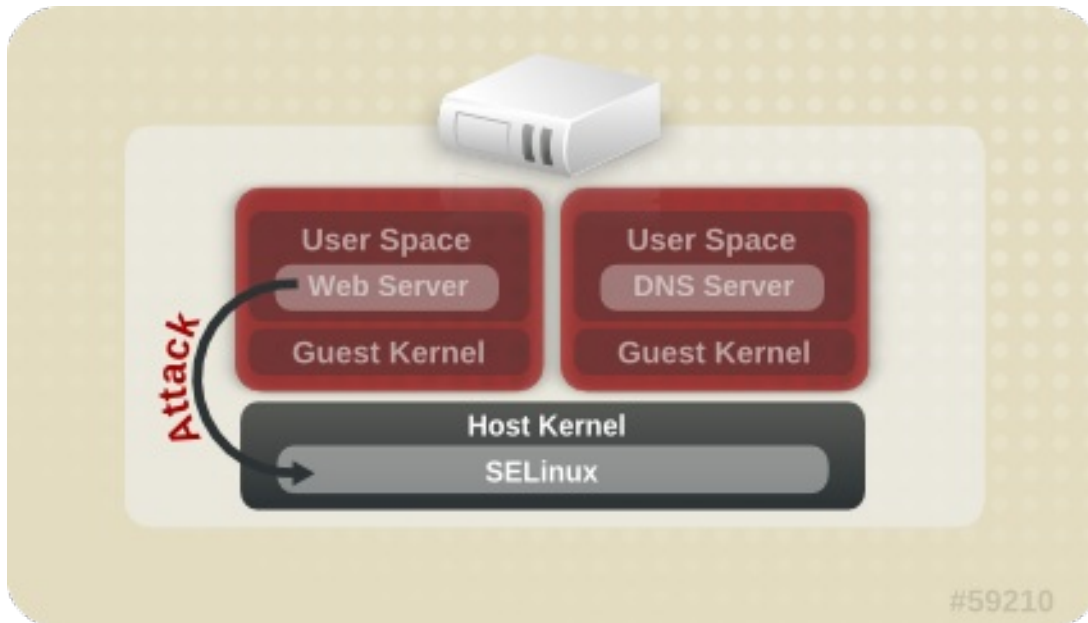 User Space
Web Server
Guest Kernel
User Space
DNS Server
Guest Kernel
Attack
Host Kernel
SELinux
#59210